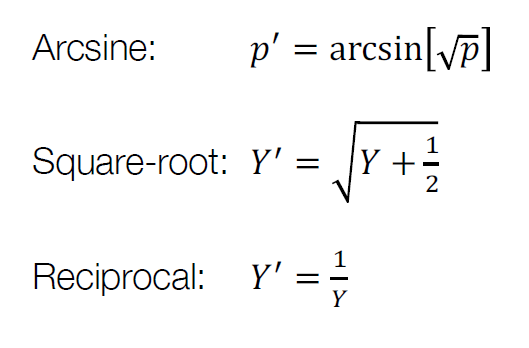 Arcsine: p′ = arcsin[√p]
Square-root: Y′ = √(Y + 1/2)
Reciprocal: Y′ = 1/Y